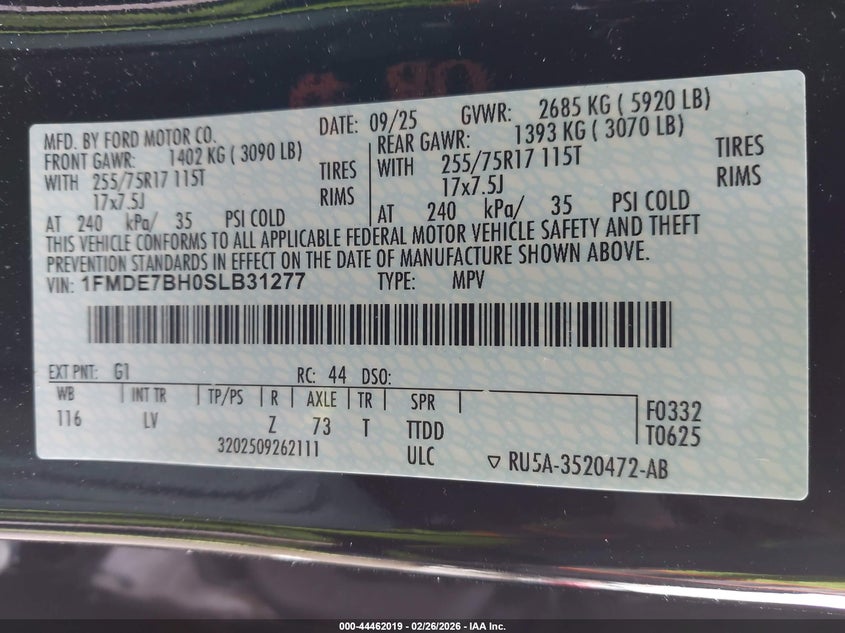 MFD. BY FORD MOTOR CO. DATE: 09/25 GVWR: 2685 KG ( 5920 LB)
FRONT GAWR: 1402 KG ( 3090 LB) REAR GAWR: 1393 KG ( 3070 LB)
WITH 255/75R17 115T TIRES WITH 255/75R17 115T TIRES
17x7.5J RIMS 17x7.5J RIMS
AT 240 kPa/ 35 PSI COLD AT 240 kPa/ 35 PSI COLD
THIS VEHICLE CONFORMS TO ALL APPLICABLE FEDERAL MOTOR VEHICLE SAFETY AND THEFT
PREVENTION STANDARDS IN EFFECT ON THE DATE OF MANUFACTURE SHOWN ABOVE.
VIN: 1FMDE7BH0SLB31277 TYPE: MPV
EXT PNT: G1 RC: 44 DSO:
WB INT TR TP/PS R AXLE TR SPR F0332
116 LV Z 73 T TTDD T0625
3202509262111 ULC ▽ RU5A-3520472-AB
000-44462019 - 02/26/2026 - IAA Inc.